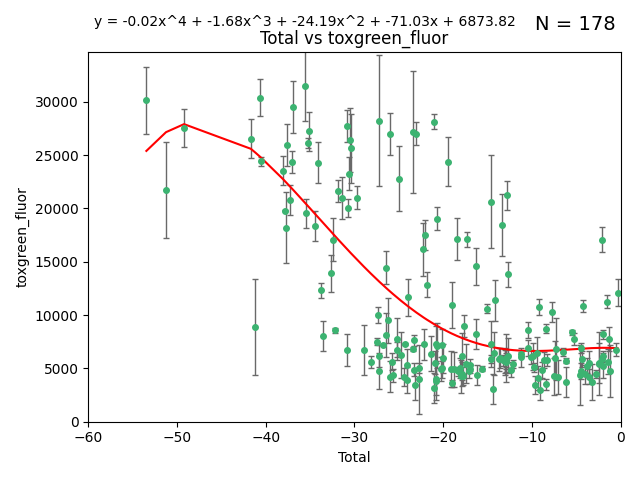 y = -0.02x^4 + -1.68x^3 + -24.19x^2 + -71.03x + 6873.82
N = 178
Total vs toxgreen_fluor
toxgreen_fluor
30000
25000
20000
15000
10000
5000
0
−60 −50 −40 −30 −20 −10 0
Total